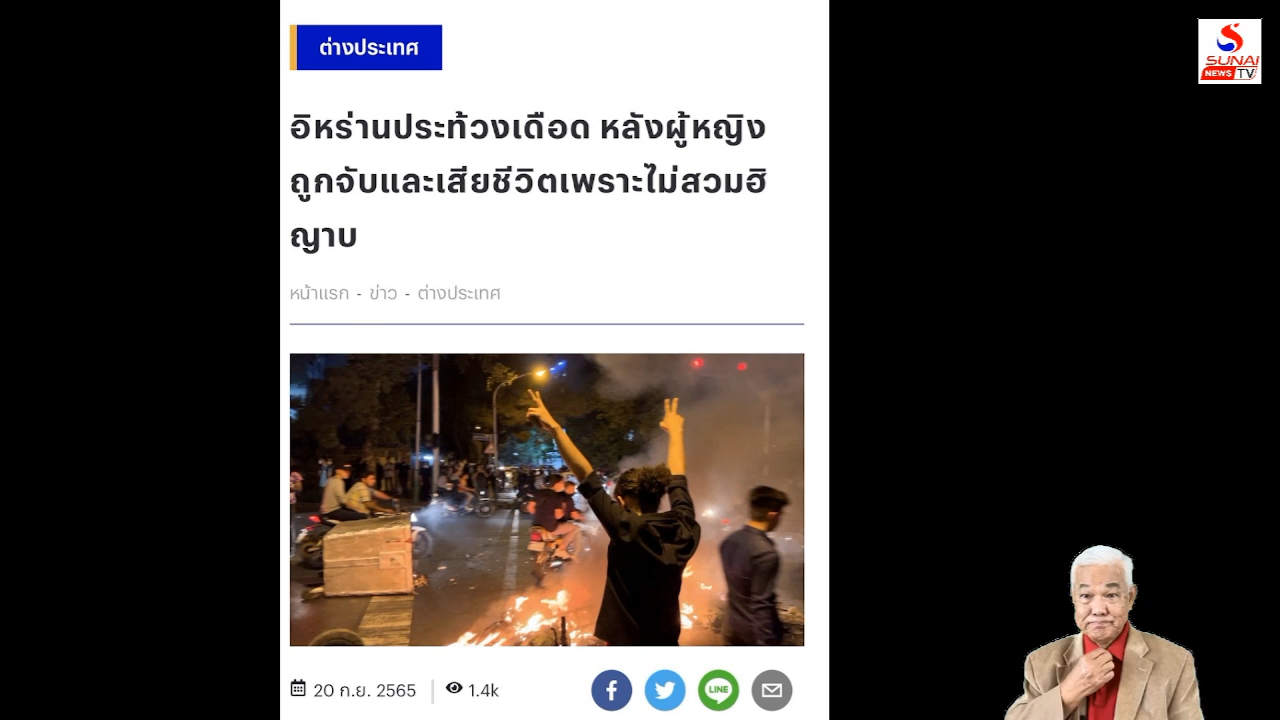 ต่างประเทศ
SUNAI
NEWS TV
อิหร่านประท้วงเดือด หลังผู้หญิง
ถูกจับและเสียชีวิตเพราะไม่สวมฮิ
ญาบ
หน้าแรก - ข่าว - ต่างประเทศ
20 ก.ย. 2565 1.4k
LINE